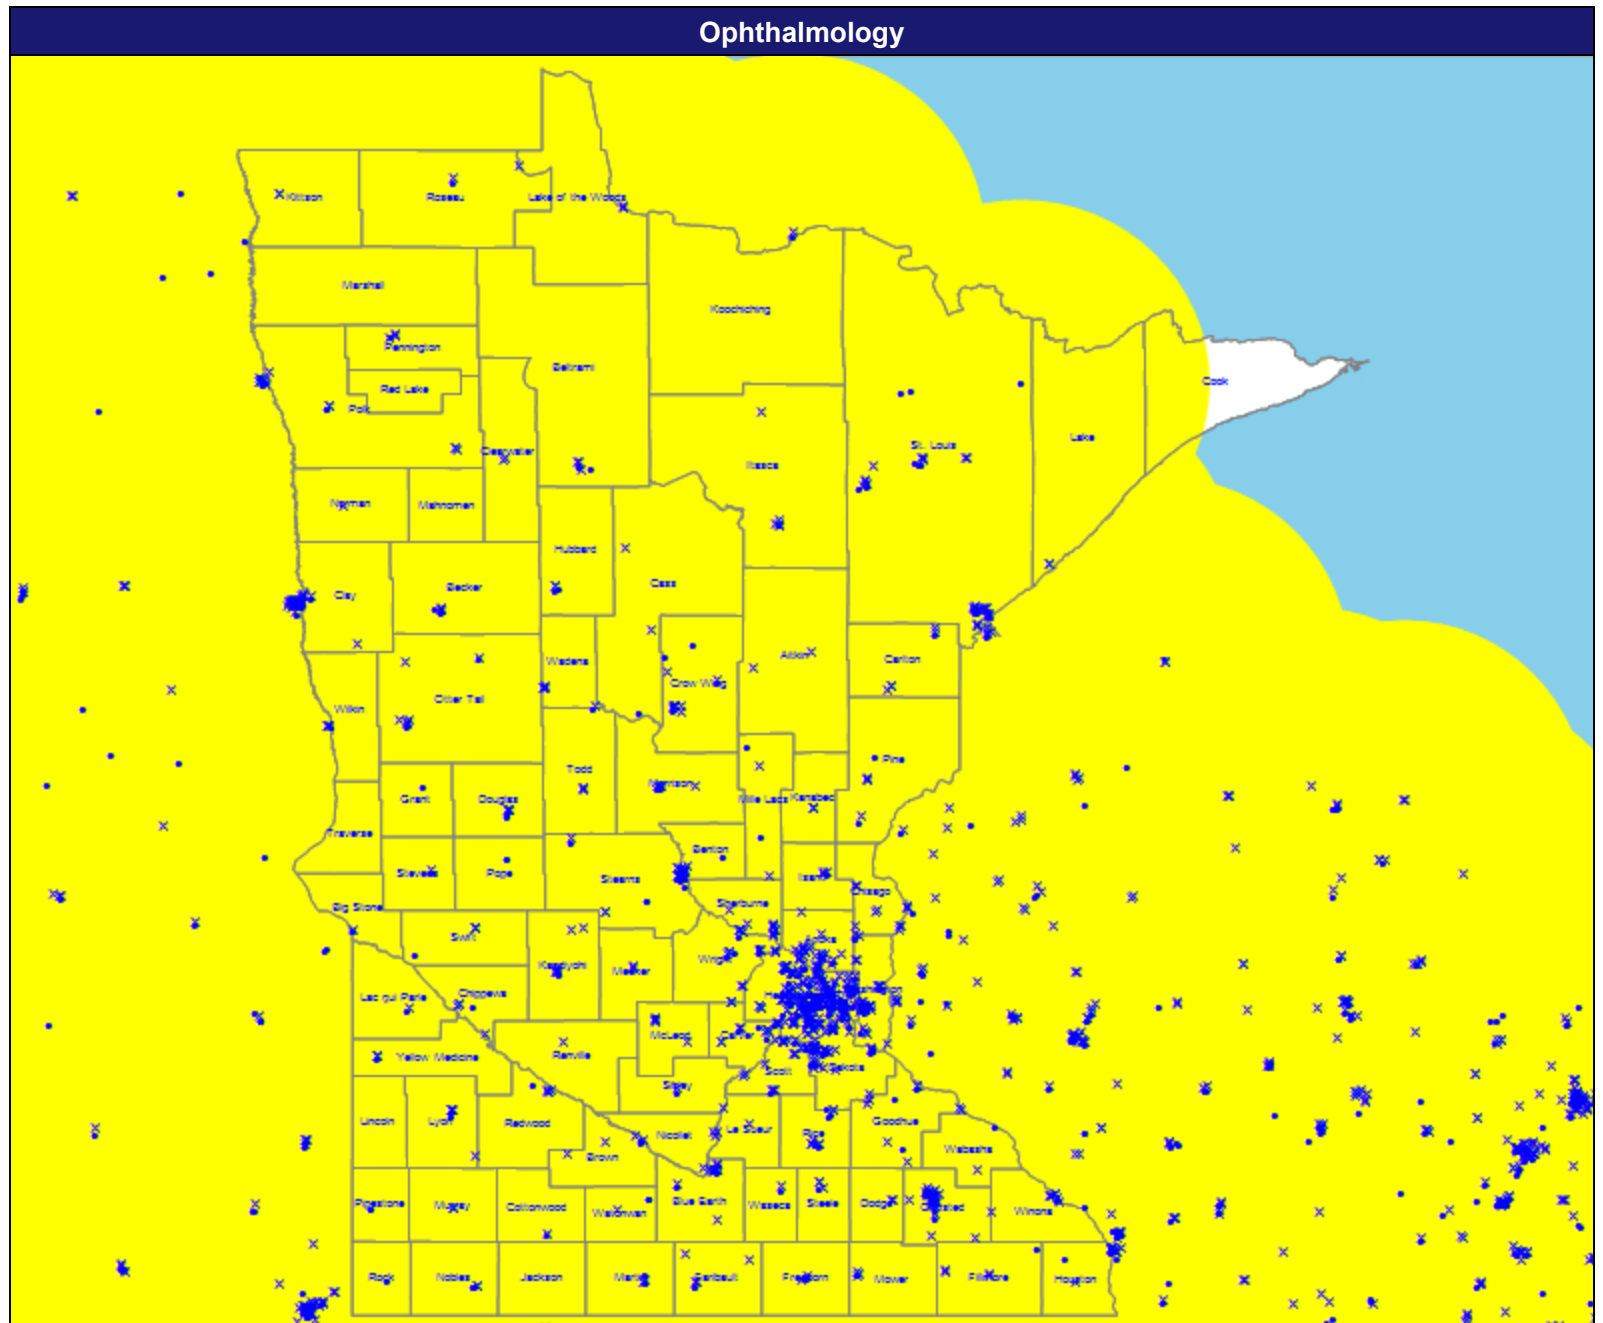 Ophthalmology
Kittson
Roseau
Lake of the Woods
Marshall
Koochiching
Pennington
Beltrami
Red Lake
Cook
Polk
Lake
St. Louis
Clearwater
Itasca
Norman
Mahnomen
Hubbard
Cass
Clay
Becker
Aitkin
Carlton
Wadena
Crow Wing
Otter Tail
Wilkin
Pine
Todd
Morrison
Grant
Douglas
Mille Lacs
Kanabec
Traverse
Benton
Stevens
Pope
Stearns
Isanti
Chisago
Big Stone
Sherburne
Swift
Anoka
Kandiyohi
Meeker
Wright
Lac qui Parle
Chippewa
McLeod
Carver
Yellow Medicine
Renville
Scott
Dakota
Sibley
Lincoln
Lyon
Redwood
Goodhue
Nicollet
Le Sueur
Rice
Wabasha
Brown
Pipestone
Murray
Cottonwood
Watonwan
Blue Earth
Waseca
Steele
Dodge
Olmsted
Winona
Rock
Nobles
Jackson
Martin
Faribault
Freeborn
Mower
Fillmore
Houston